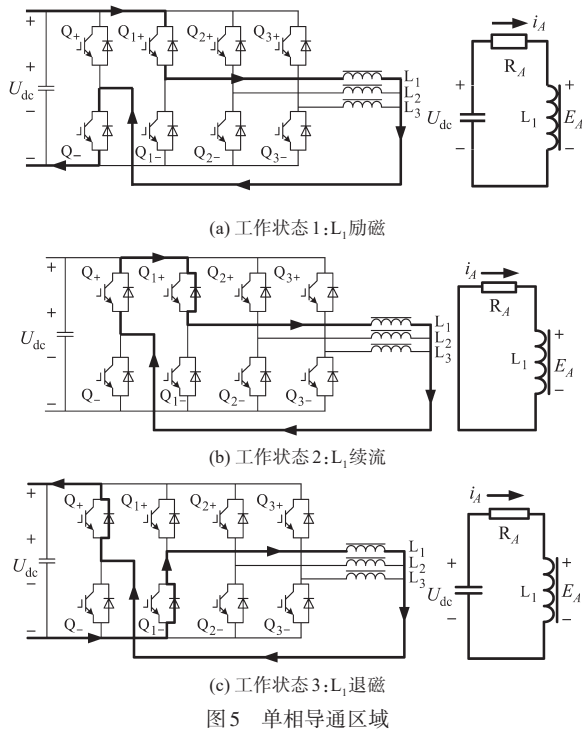 Q+ Q1+ Q2+ Q3+
+ + Udc − −
L1
L2
L3
Q− Q1− Q2− Q3−
iA
RA
+ Udc − L1 + EA −
(a) 工作状态1:L1励磁
Q+ Q1+ Q2+ Q3+
+ + Udc − −
L1
L2
L3
Q− Q1− Q2− Q3−
iA
RA
L1 + EA −
(b) 工作状态2:L1续流
Q+ Q1+ Q2+ Q3+
+ + Udc − −
L1
L2
L3
Q− Q1− Q2− Q3−
iA
RA
+ Udc − L1 + EA −
(c) 工作状态3:L1退磁
图5 单相导通区域